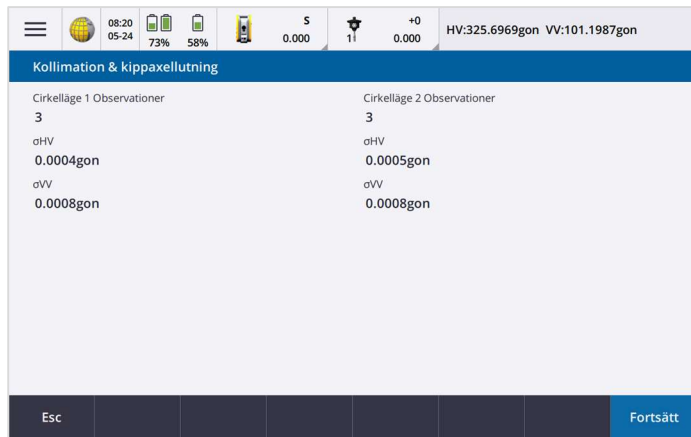 08:20
05-24
73%
58%
S
0.000
1
+0
0.000
HV:325.6969gon VV:101.1987gon
Kollimation & kippaxellutning
Cirkelläge 1 Observationer
3
σHV
0.0004gon
σVV
0.0008gon
Cirkelläge 2 Observationer
3
σHV
0.0005gon
σVV
0.0008gon
Esc
Fortsätt